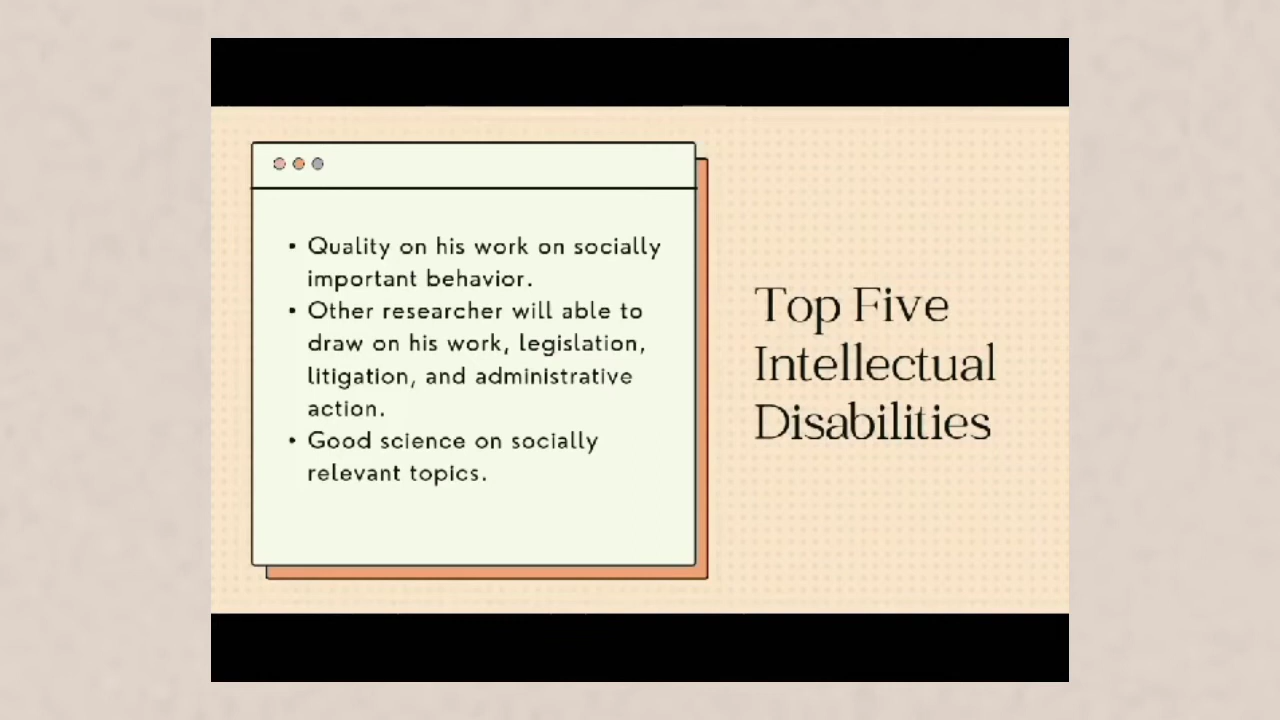 • Quality on his work on socially
important behavior.
• Other researcher will able to
draw on his work, legislation,
litigation, and administrative
action.
• Good science on socially
relevant topics.
Top Five
Intellectual
Disabilities